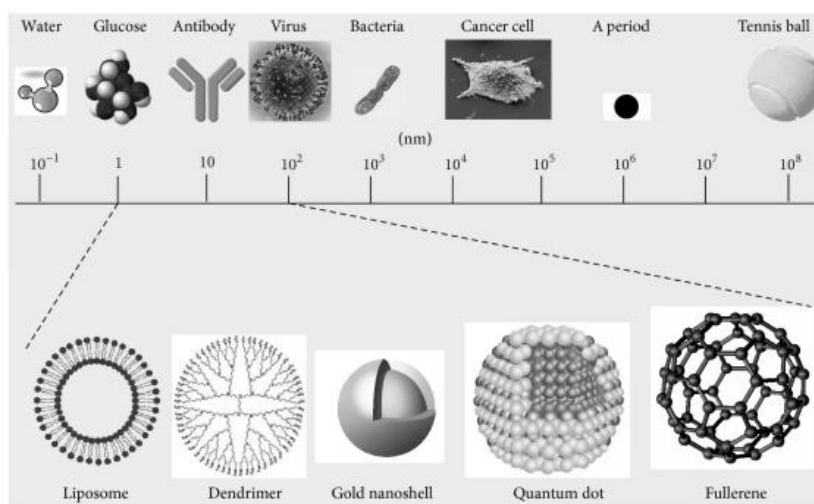 Water Glucose Antibody Virus Bacteria Cancer cell A period Tennis ball
(nm)
10⁻¹ 1 10 10² 10³ 10⁴ 10⁵ 10⁶ 10⁷ 10⁸
Liposome Dendrimer Gold nanoshell Quantum dot Fullerene